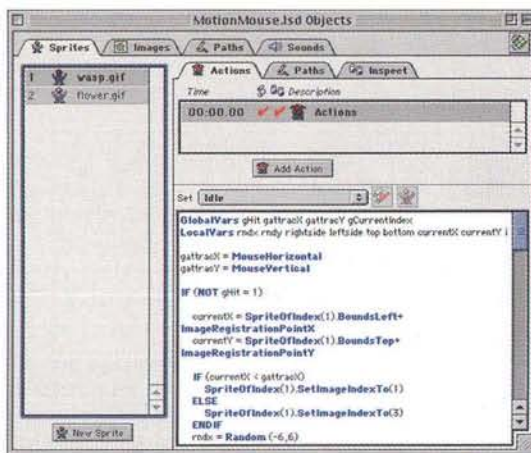 MotionMouse.lsd Objects
Sprites Images Paths Sounds
1 wasp.gif
2 flower.gif
New Sprite
Actions Paths Inspect
Time Description
00:00.00 Actions
Add Action
Set Idle
GlobalVars gHit gattracX gattracY gCurrentIndex
LocalVars rndx rndy rightside leftside top bottom currentX currentY i
gattracX = MouseHorizontal
gattracY = MouseVertical
IF (NOT gHit = 1)
currentX = SpriteOfIndex(1).BoundsLeft+
ImageRegistrationPointX
currentY = SpriteOfIndex(1).BoundsTop+
ImageRegistrationPointY
IF (currentX < gattracX)
SpriteOfIndex(1).SetImageIndexTo(1)
ELSE
SpriteOfIndex(1).SetImageIndexTo(3)
ENDIF
rndx = Random (-6,6)